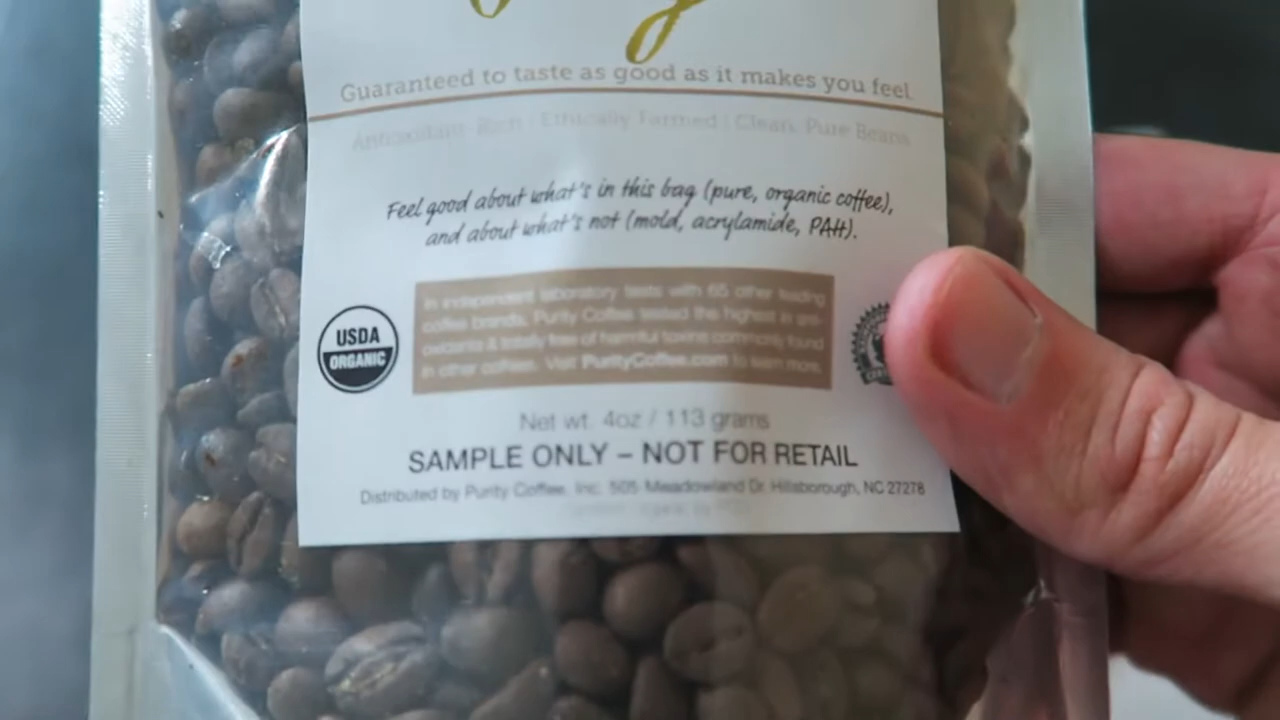 Guaranteed to taste as good as it makes you feel.
Antioxidant-Rich | Ethically Farmed | Clean, Pure Beans
Feel good about what's in this bag (pure, organic coffee),
and about what's not (mold, acrylamide, PAH).
USDA
ORGANIC
In independent laboratory tests with 65 other leading
coffee brands, Purity Coffee tested the highest in anti-
oxidants & totally free of harmful toxins commonly found
in other coffees. Visit PurityCoffee.com to learn more.
Net wt. 4oz / 113 grams
SAMPLE ONLY – NOT FOR RETAIL
Distributed by Purity Coffee, Inc. 505 Meadowland Dr. Hillsborough, NC 27278